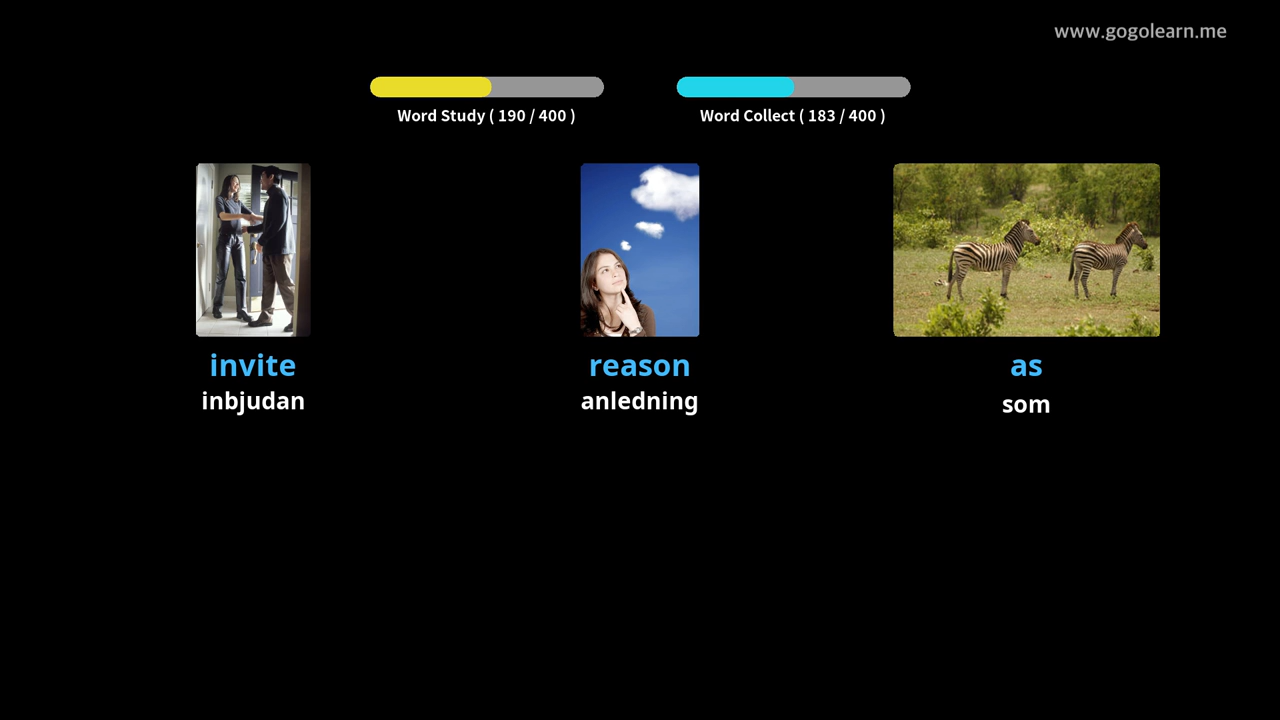 www.gogolearn.me
Word Study ( 190 / 400 )
Word Collect ( 183 / 400 )
invite
inbjudan
reason
anledning
as
som